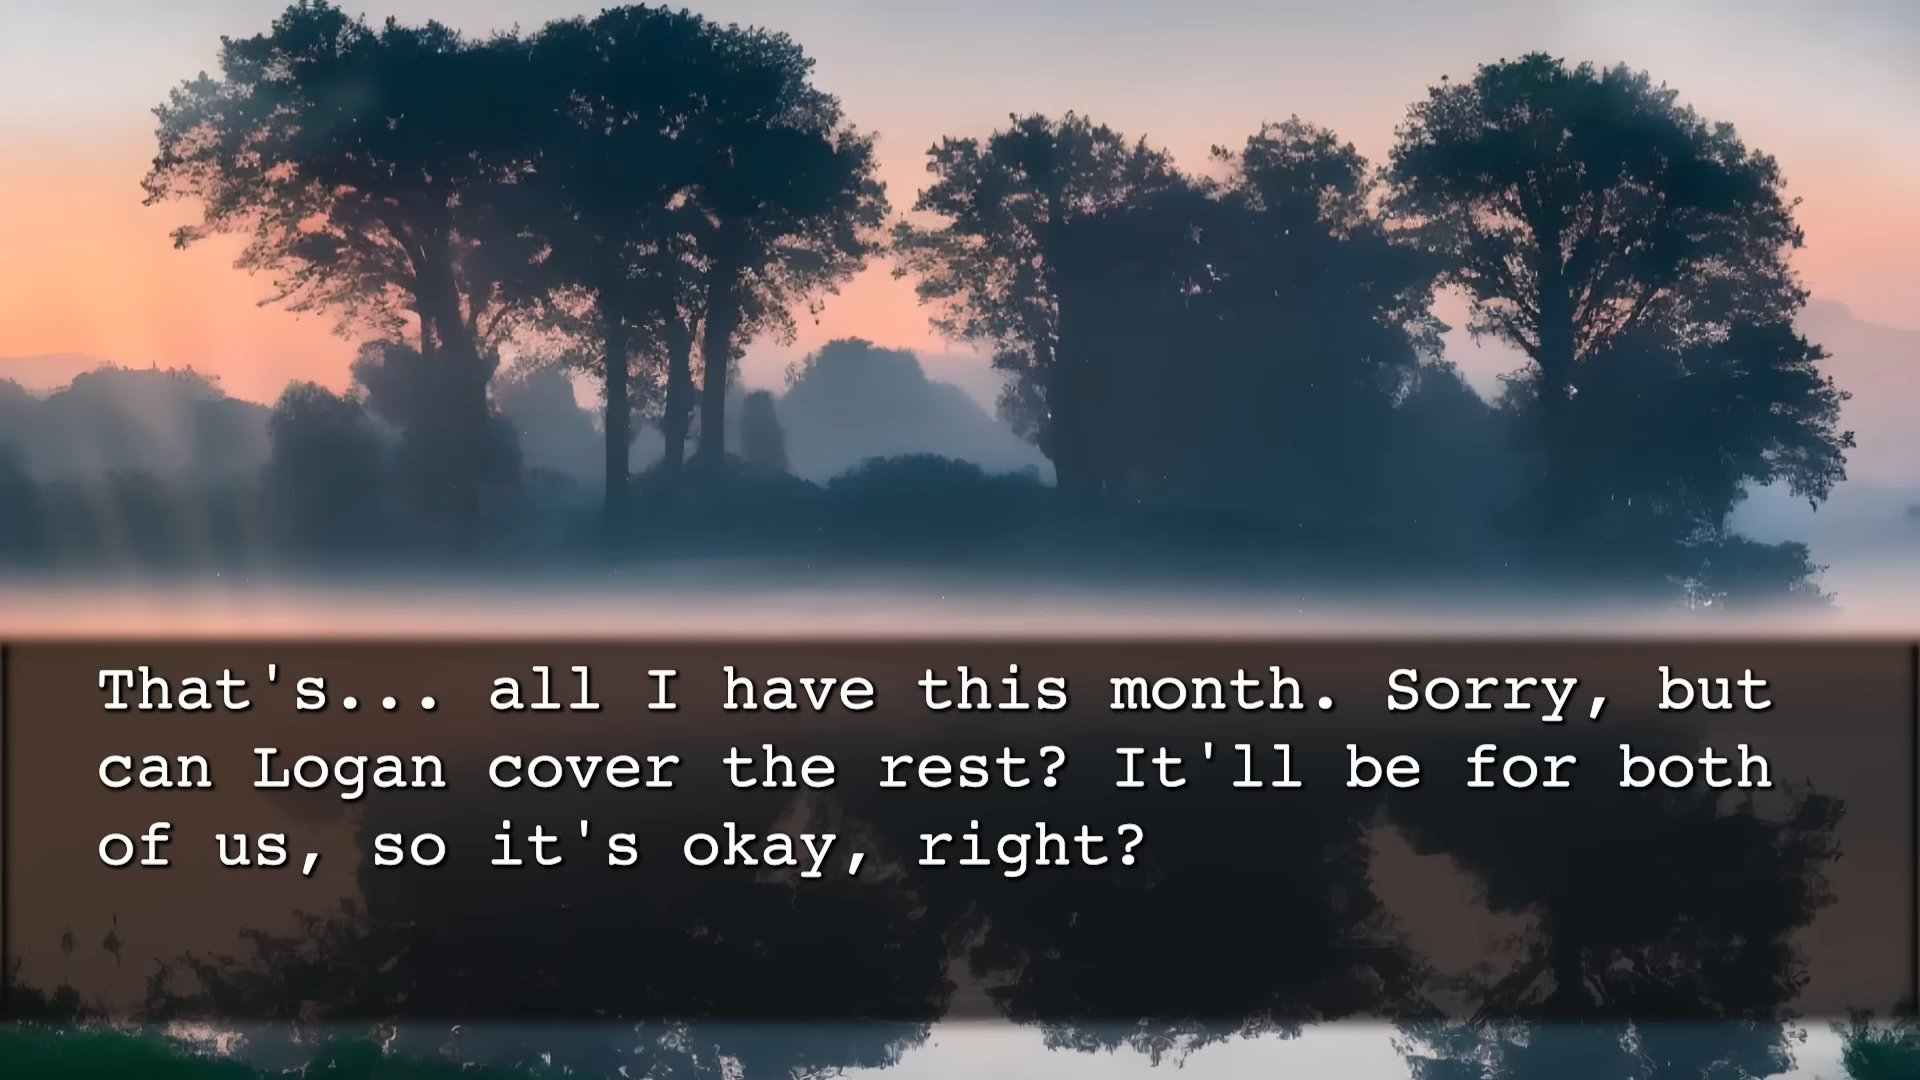 That's... all I have this month. Sorry, but
can Logan cover the rest? It'll be for both
of us, so it's okay, right?